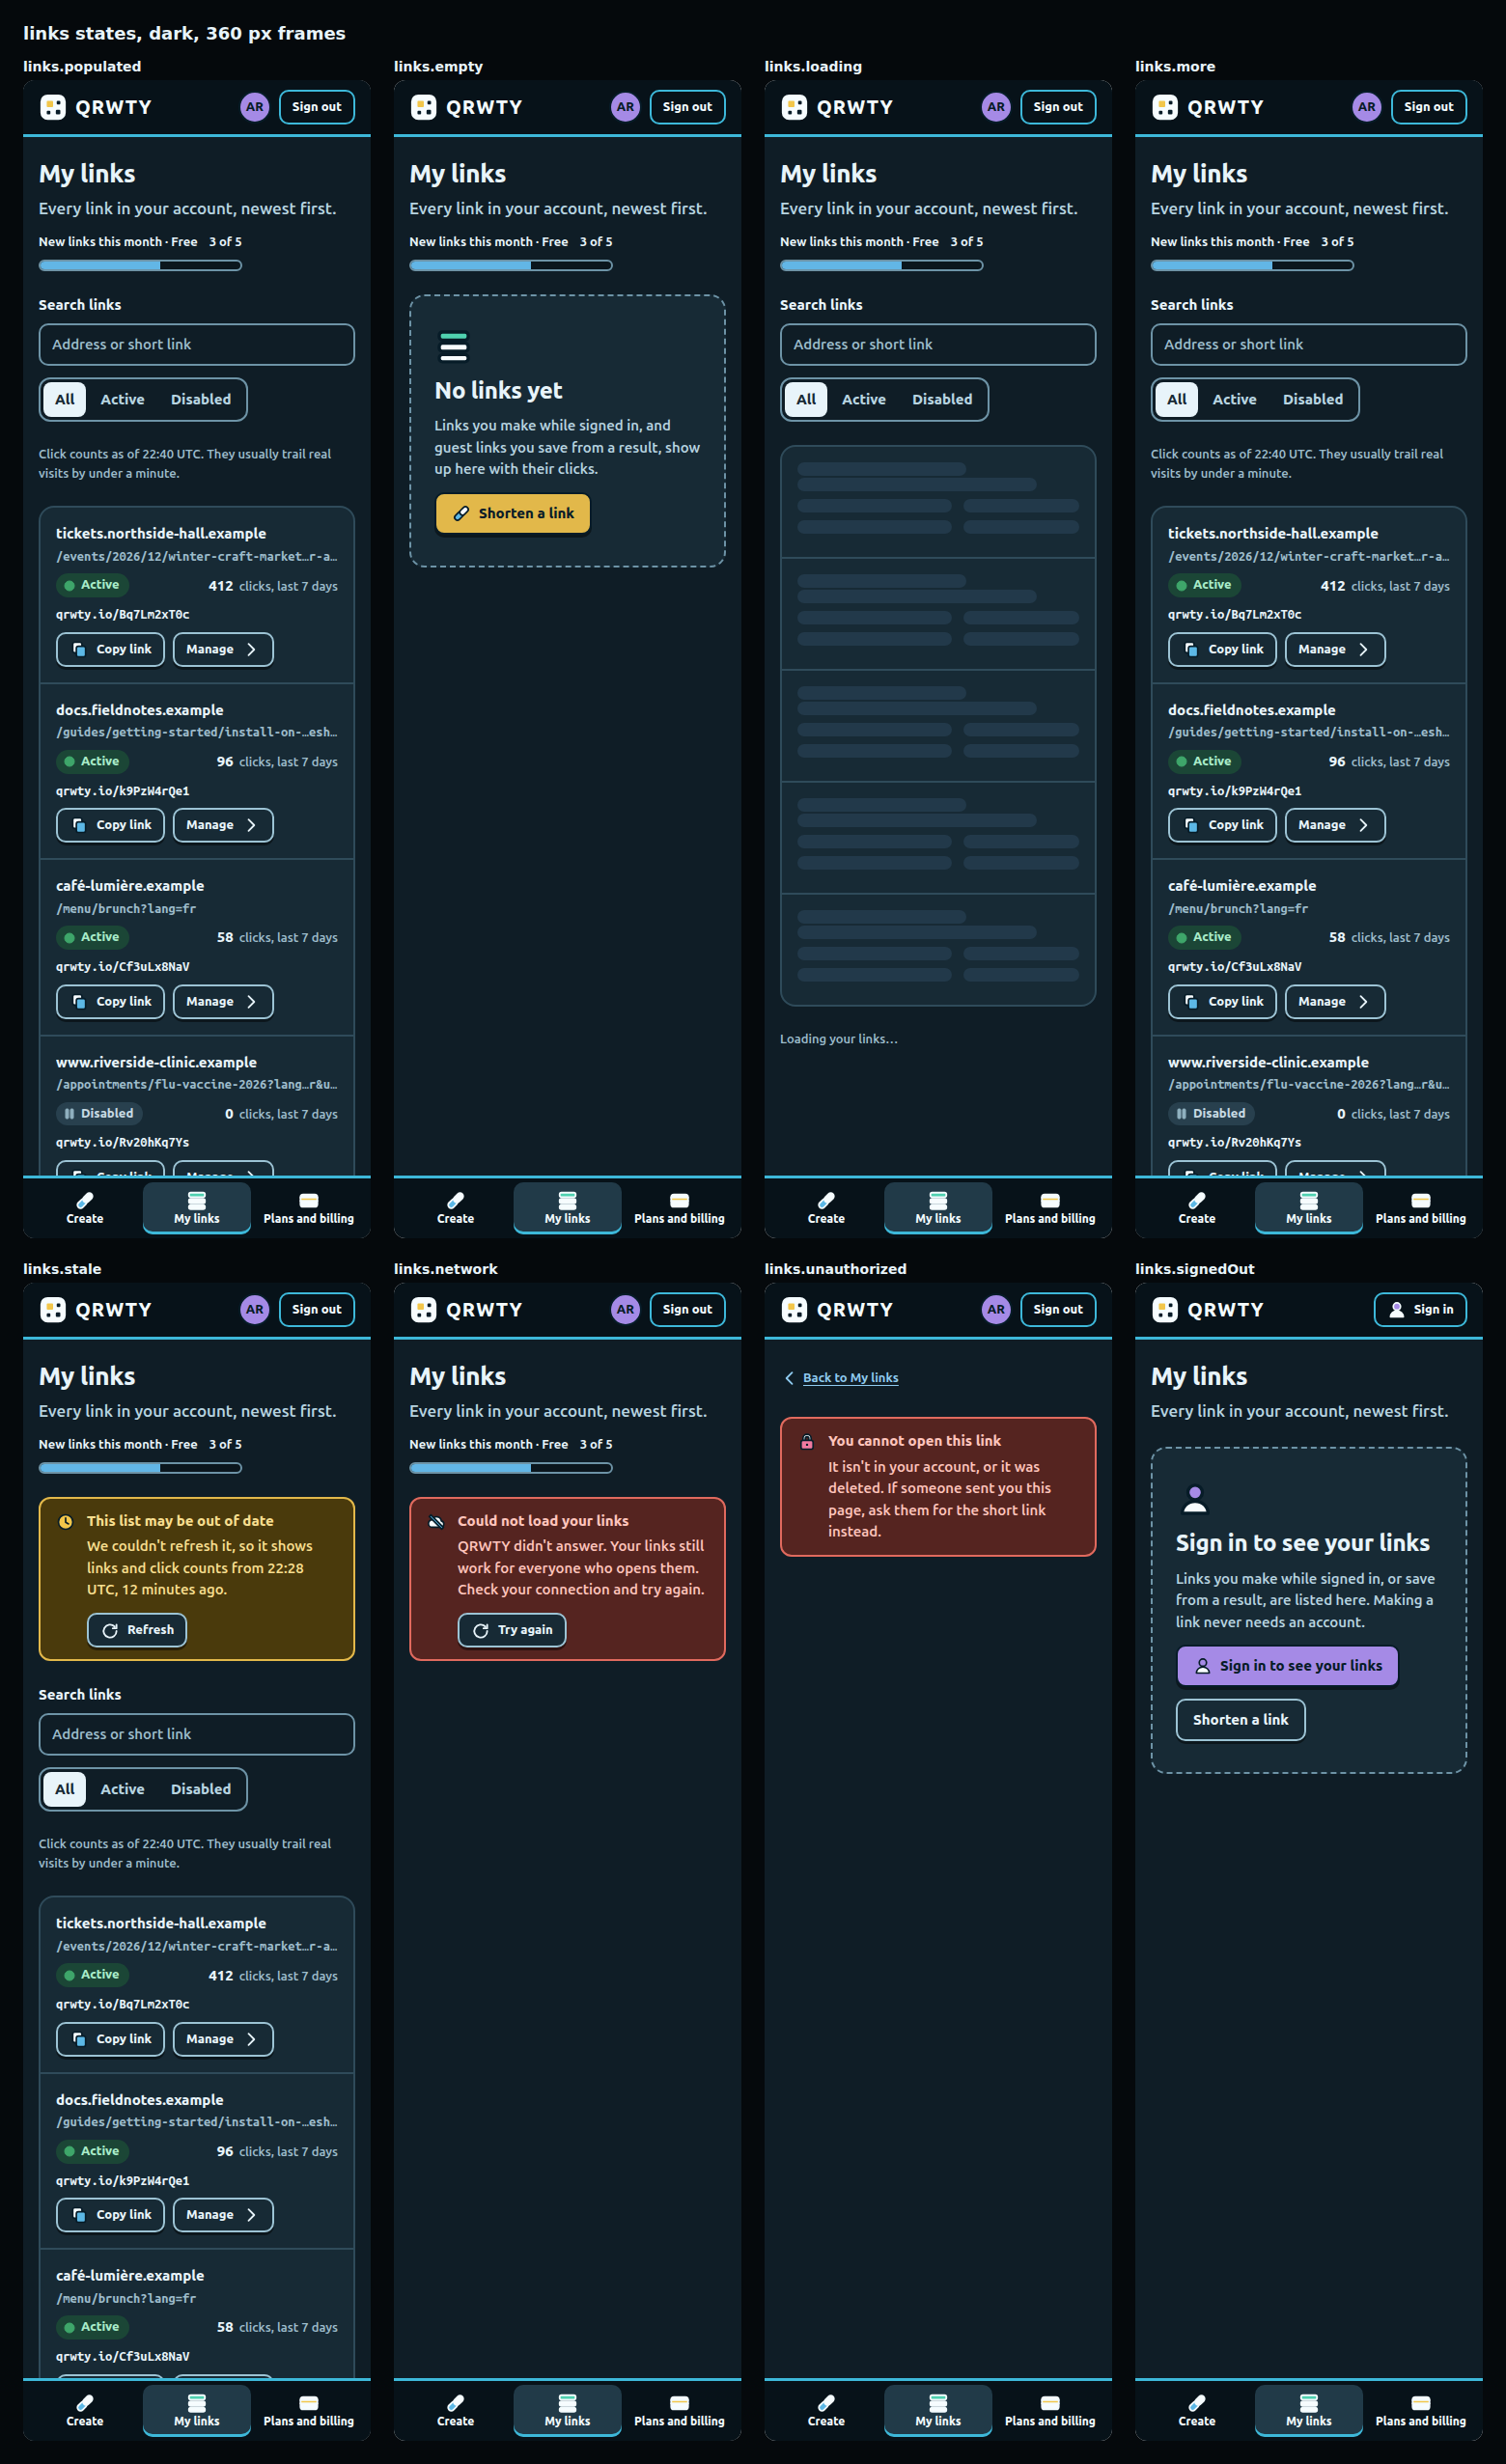 links states, dark, 360 px frames
links.populated
QRWTY
AR
Sign out
My links
Every link in your account, newest first.
New links this month · Free 3 of 5
Search links
Address or short link
All Active Disabled
Click counts as of 22:40 UTC. They usually trail real
visits by under a minute.
tickets.northside-hall.example
/events/2026/12/winter-craft-market…r-a…
Active 412 clicks, last 7 days
qrwty.io/Bq7Lm2xT0c
Copy link Manage
docs.fieldnotes.example
/guides/getting-started/install-on-…esh…
Active 96 clicks, last 7 days
qrwty.io/k9PzW4rQe1
Copy link Manage
café-lumière.example
/menu/brunch?lang=fr
Active 58 clicks, last 7 days
qrwty.io/Cf3uLx8NaV
Copy link Manage
www.riverside-clinic.example
/appointments/flu-vaccine-2026?lang…r&u…
Disabled 0 clicks, last 7 days
qrwty.io/Rv20hKq7Ys
Copy link Manage
Create My links Plans and billing
links.empty
QRWTY
AR
Sign out
My links
Every link in your account, newest first.
New links this month · Free 3 of 5
No links yet
Links you make while signed in, and
guest links you save from a result, show
up here with their clicks.
Shorten a link
Create My links Plans and billing
links.loading
QRWTY
AR
Sign out
My links
Every link in your account, newest first.
New links this month · Free 3 of 5
Search links
Address or short link
All Active Disabled
Loading your links…
Create My links Plans and billing
links.more
QRWTY
AR
Sign out
My links
Every link in your account, newest first.
New links this month · Free 3 of 5
Search links
Address or short link
All Active Disabled
Click counts as of 22:40 UTC. They usually trail real
visits by under a minute.
tickets.northside-hall.example
/events/2026/12/winter-craft-market…r-a…
Active 412 clicks, last 7 days
qrwty.io/Bq7Lm2xT0c
Copy link Manage
docs.fieldnotes.example
/guides/getting-started/install-on-…esh…
Active 96 clicks, last 7 days
qrwty.io/k9PzW4rQe1
Copy link Manage
café-lumière.example
/menu/brunch?lang=fr
Active 58 clicks, last 7 days
qrwty.io/Cf3uLx8NaV
Copy link Manage
www.riverside-clinic.example
/appointments/flu-vaccine-2026?lang…r&u…
Disabled 0 clicks, last 7 days
qrwty.io/Rv20hKq7Ys
Copy link Manage
Create My links Plans and billing
links.stale
QRWTY
AR
Sign out
My links
Every link in your account, newest first.
New links this month · Free 3 of 5
This list may be out of date
We couldn't refresh it, so it shows
links and click counts from 22:28
UTC, 12 minutes ago.
Refresh
Search links
Address or short link
All Active Disabled
Click counts as of 22:40 UTC. They usually trail real
visits by under a minute.
tickets.northside-hall.example
/events/2026/12/winter-craft-market…r-a…
Active 412 clicks, last 7 days
qrwty.io/Bq7Lm2xT0c
Copy link Manage
docs.fieldnotes.example
/guides/getting-started/install-on-…esh…
Active 96 clicks, last 7 days
qrwty.io/k9PzW4rQe1
Copy link Manage
café-lumière.example
/menu/brunch?lang=fr
Active 58 clicks, last 7 days
qrwty.io/Cf3uLx8NaV
Create My links Plans and billing
links.network
QRWTY
AR
Sign out
My links
Every link in your account, newest first.
New links this month · Free 3 of 5
Could not load your links
QRWTY didn't answer. Your links still
work for everyone who opens them.
Check your connection and try again.
Try again
Create My links Plans and billing
links.unauthorized
QRWTY
AR
Sign out
Back to My links
You cannot open this link
It isn't in your account, or it was
deleted. If someone sent you this
page, ask them for the short link
instead.
Create My links Plans and billing
links.signedOut
QRWTY
Sign in
My links
Every link in your account, newest first.
Sign in to see your links
Links you make while signed in, or save
from a result, are listed here. Making a
link never needs an account.
Sign in to see your links
Shorten a link
Create My links Plans and billing